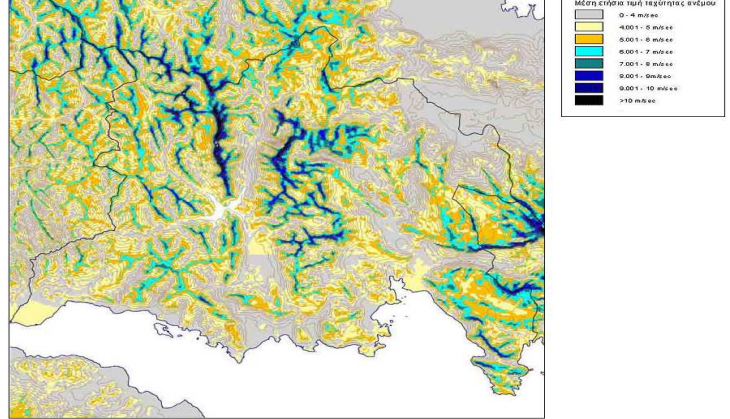 Μέση ετήσια τιμή ταχύτητας ανέμου
0 - 4 m/sec
4.001 - 5 m/sec
5.001 - 6 m/sec
6.001 - 7 m/sec
7.001 - 8 m/sec
8.001 - 9m/sec
9.001 - 10 m/sec
>10 m/sec